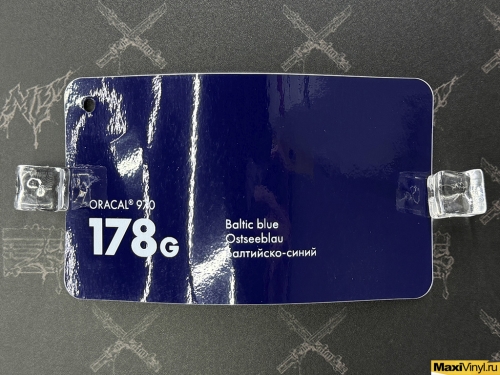 ORACAL® 970
178G
Baltic blue
Ostseeblau
Балтийско-синий
MaxiVinyl.ru